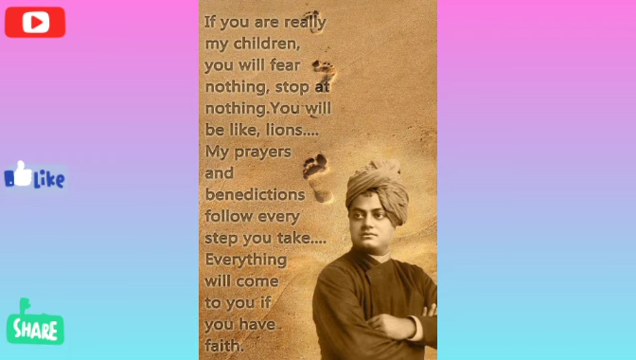 If you are really
my children,
you will fear
nothing, stop at
nothing.You will
be like, lions....
My prayers
and
benedictions
follow every
step you take....
Everything
will come
to you if
you have
faith.
Like
SHARE